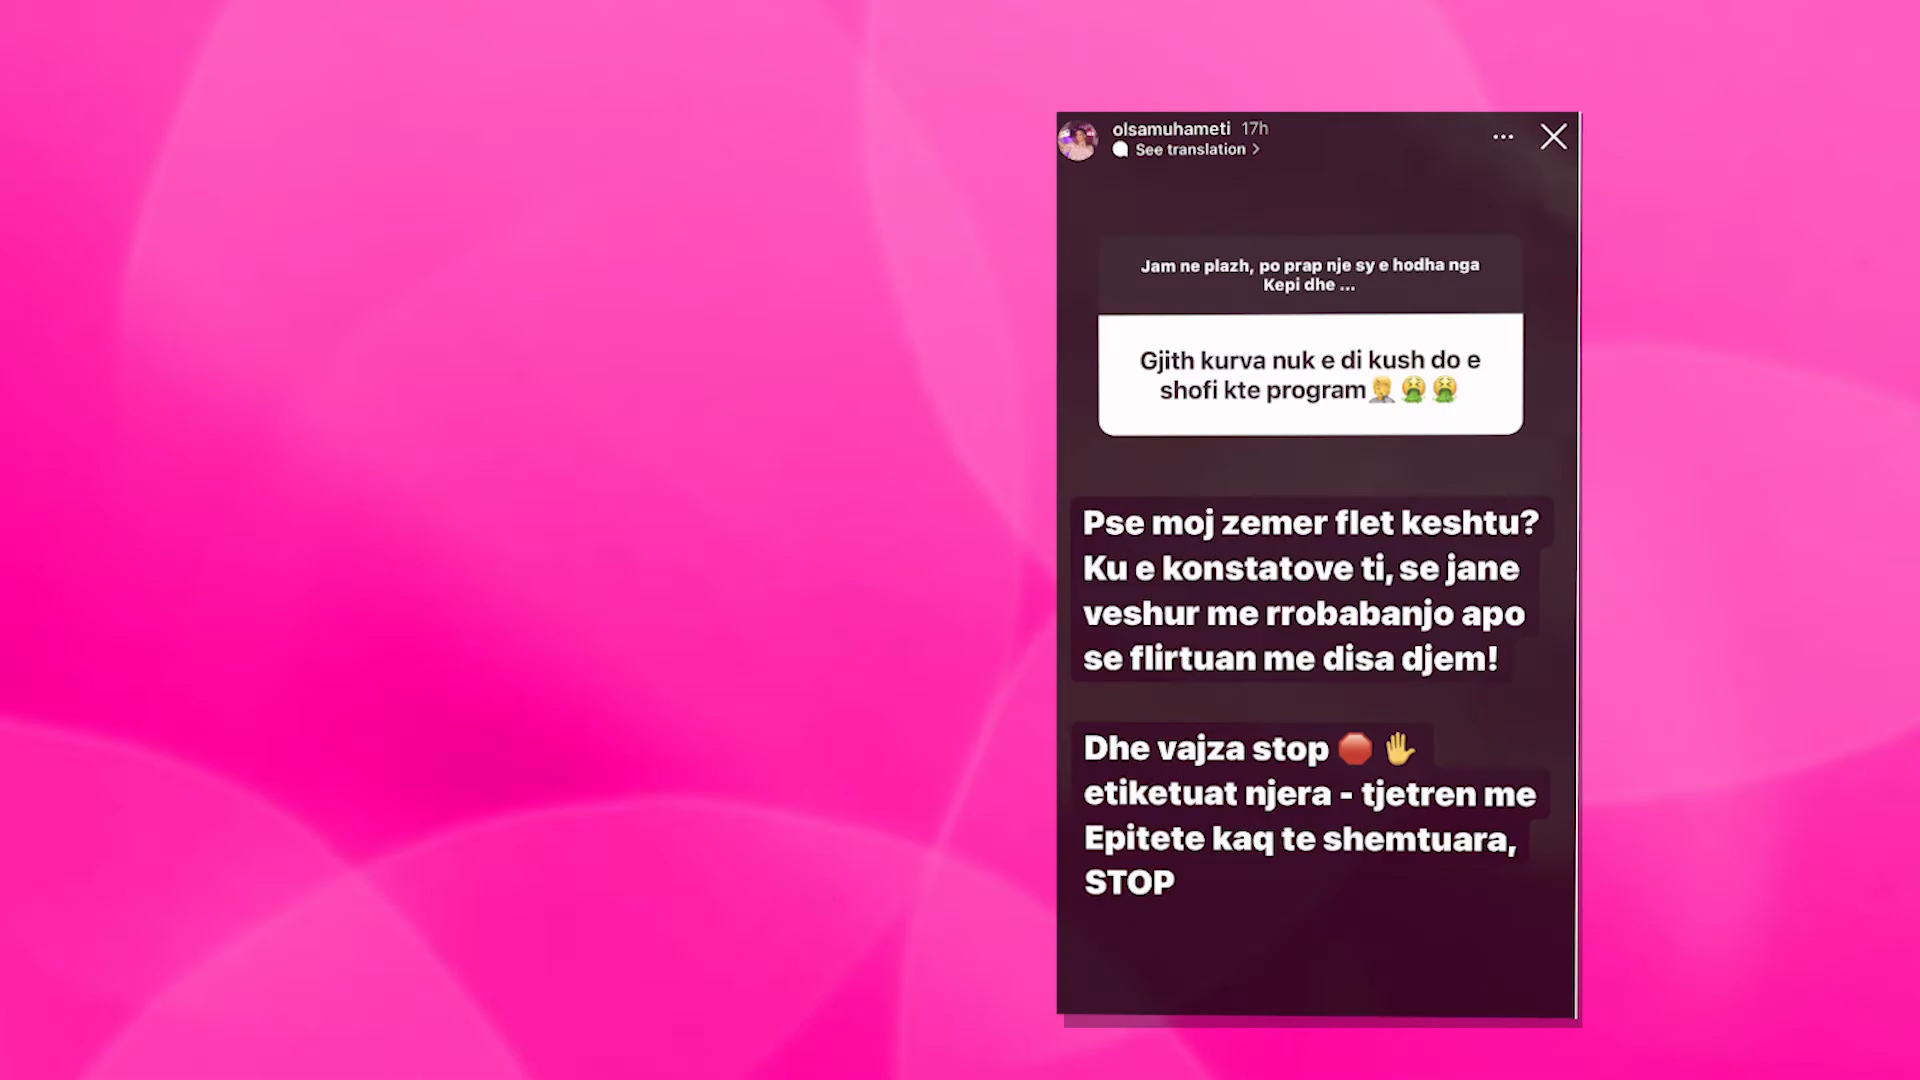 olsamuhameti 17h
See translation >
Jam ne plazh, po prap nje sy e hodha nga
Kepi dhe ...
Gjith kurva nuk e di kush do e
shofi kte program🤦🤮🤮
Pse moj zemer flet keshtu?
Ku e konstatove ti, se jane
veshur me rrobabanjo apo
se flirtuan me disa djem!
Dhe vajza stop 🛑 ✋
etiketuat njera - tjetren me
Epitete kaq te shemtuara,
STOP